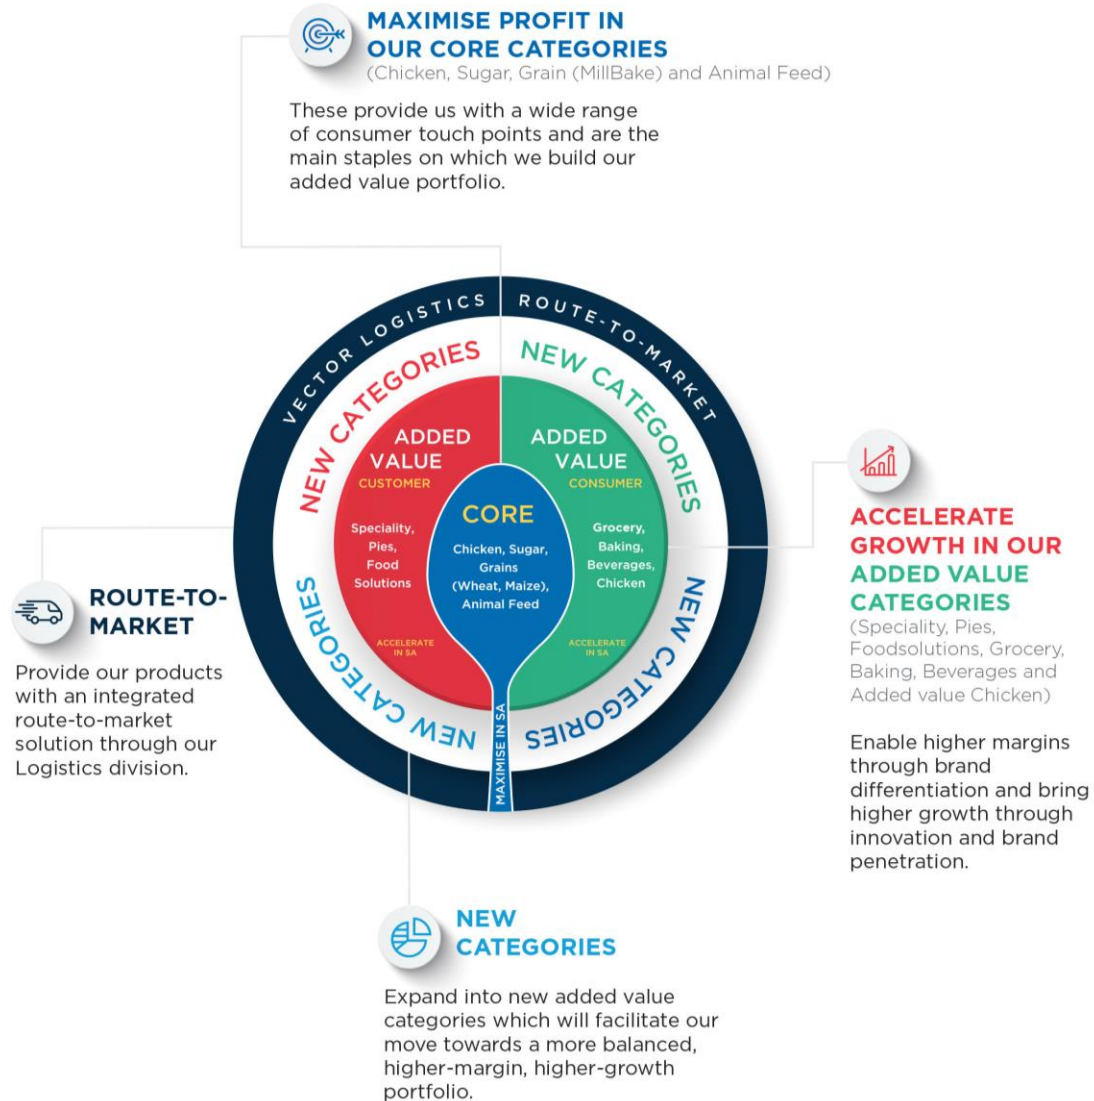 MAXIMISE PROFIT IN
OUR CORE CATEGORIES
(Chicken, Sugar, Grain (MillBake) and Animal Feed)
These provide us with a wide range
of consumer touch points and are the
main staples on which we build our
added value portfolio.
VECTOR LOGISTICS
ROUTE-TO-MARKET
NEW CATEGORIES
NEW CATEGORIES
ADDED
VALUE
CUSTOMER
Speciality,
Pies,
Food
Solutions
ACCELERATE
IN SA
CORE
Chicken, Sugar,
Grains
(Wheat, Maize),
Animal Feed
MAXIMISE IN SA
ADDED
VALUE
CONSUMER
Grocery,
Baking,
Beverages,
Chicken
ACCELERATE
IN SA
NEW CATEGORIES
NEW CATEGORIES
ACCELERATE
GROWTH IN OUR
ADDED VALUE
CATEGORIES
(Speciality, Pies,
Foodsolutions, Grocery,
Baking, Beverages and
Added value Chicken)
Enable higher margins
through brand
differentiation and bring
higher growth through
innovation and brand
penetration.
ROUTE-TO-
MARKET
Provide our products
with an integrated
route-to-market
solution through our
Logistics division.
NEW
CATEGORIES
Expand into new added value
categories which will facilitate our
move towards a more balanced,
higher-margin, higher-growth
portfolio.